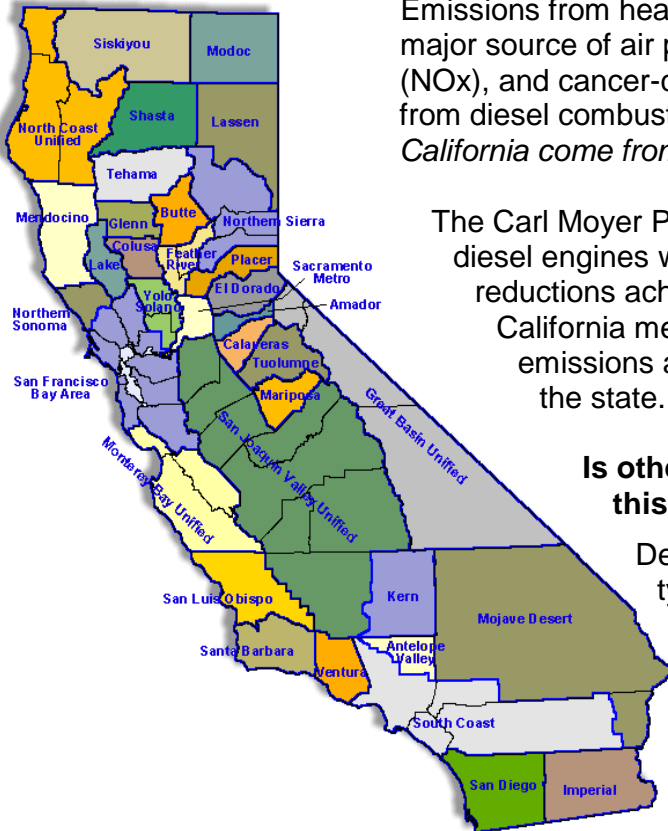 Emissions from hea
major source of air p
(NOx), and cancer-c
from diesel combust
California come from
The Carl Moyer P
diesel engines w
reductions ach
California me
emissions a
the state.
Is othe
this
De
ty
Siskiyou
Modoc
North Coast
Unified
Shasta
Lassen
Tehama
Mendocino
Glenn
Butte
Northern Sierra
Colusa
Lake
Feather
River
Placer
Yolo
Solano
El Dorado
Sacramento
Metro
Amador
Northern
Sonoma
Calaveras
Tuolumne
San Francisco
Bay Area
Mariposa
Great Basin Unified
San Joaquin Valley Unified
Monterey Bay Unified
San Luis Obispo
Kern
Mojave Desert
Santa Barbara
Ventura
Antelope
Valley
South Coast
San Diego
Imperial